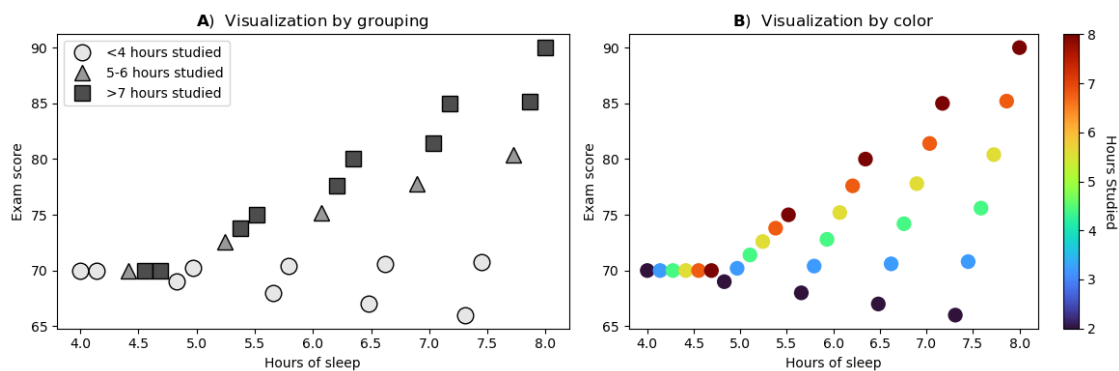 A)  Visualization by grouping
<4 hours studied
5-6 hours studied
>7 hours studied
90
85
80
75
70
65
Exam score
4.0 4.5 5.0 5.5 6.0 6.5 7.0 7.5 8.0
Hours of sleep
B)  Visualization by color
90
85
80
75
70
65
Exam score
4.0 4.5 5.0 5.5 6.0 6.5 7.0 7.5 8.0
Hours of sleep
8
7
6
5
4
3
2
Hours Studied